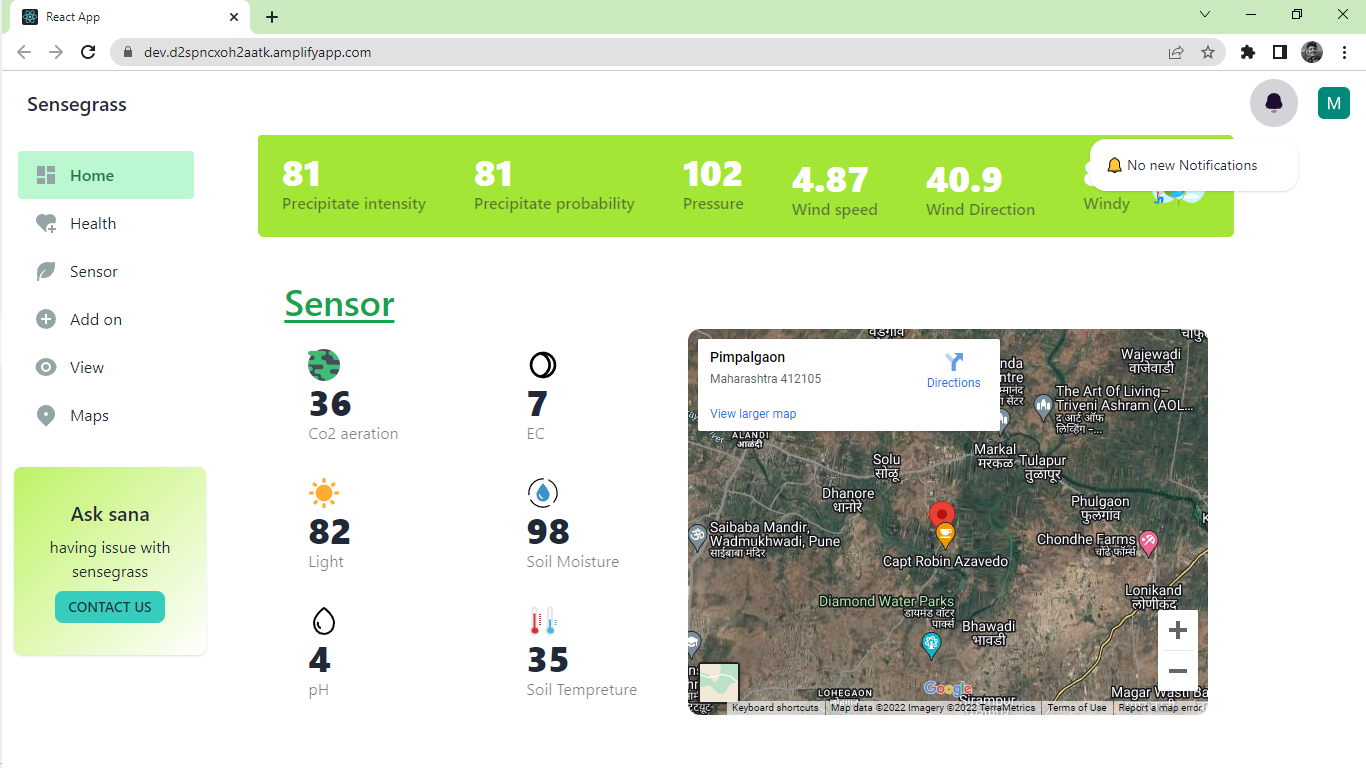 React App
dev.d2spncxoh2aatk.amplifyapp.com
Sensegrass
M
Home
Health
Sensor
Add on
View
Maps
Ask sana
having issue with
sensegrass
CONTACT US
81
Precipitate intensity
81
Precipitate probability
102
Pressure
4.87
Wind speed
40.9
Wind Direction
Windy
No new Notifications
Sensor
36
Co2 aeration
7
EC
82
Light
98
Soil Moisture
4
pH
35
Soil Tempreture
Pimpalgaon
Maharashtra 412105
Directions
View larger map
वडगाव
Wajewadi
वाजेवाडी
The Art Of Living–
Triveni Ashram (AOL...
द आर्ट ऑफ
लिव्हिंग –...
ALANDI
आळंदी
Solu
सोळू
Markal
मरकळ
Tulapur
तुळापूर
Dhanore
धानोरे
Phulgaon
फुलगाव
Saibaba Mandir,
Wadmukhwadi, Pune
साईबाबा मंदिर
Chondhe Farms
चोंढे फॉर्म्स
Capt Robin Azavedo
Lonikand
लोणीकंद
Diamond Water Parks
डायमंड वॉटर
पार्क्स
Bhawadi
भावडी
LOHEGAON
Google
Sirampur
Magar Wasti Ba
Keyboard shortcuts
Map data ©2022 Imagery ©2022 TerraMetrics
Terms of Use
Report a map error